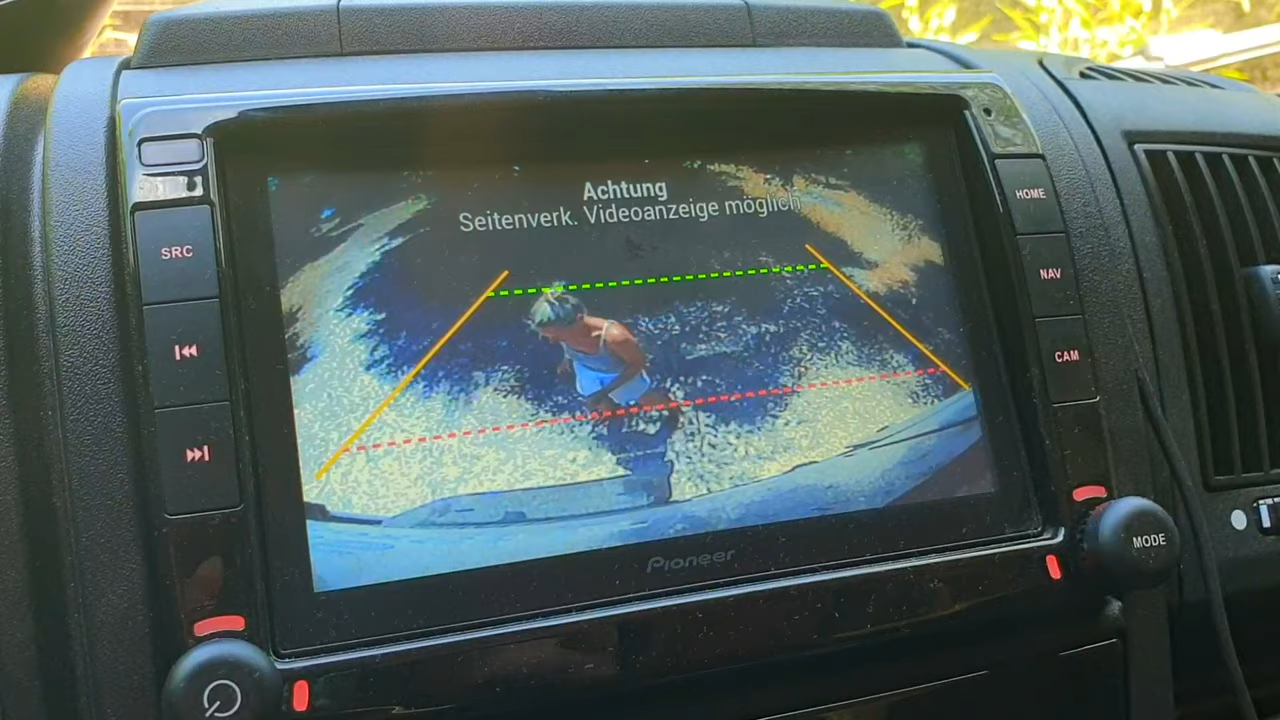 Achtung
Seitenverk. Videoanzeige möglich
SRC
HOME
NAV
CAM
Pioneer
MODE